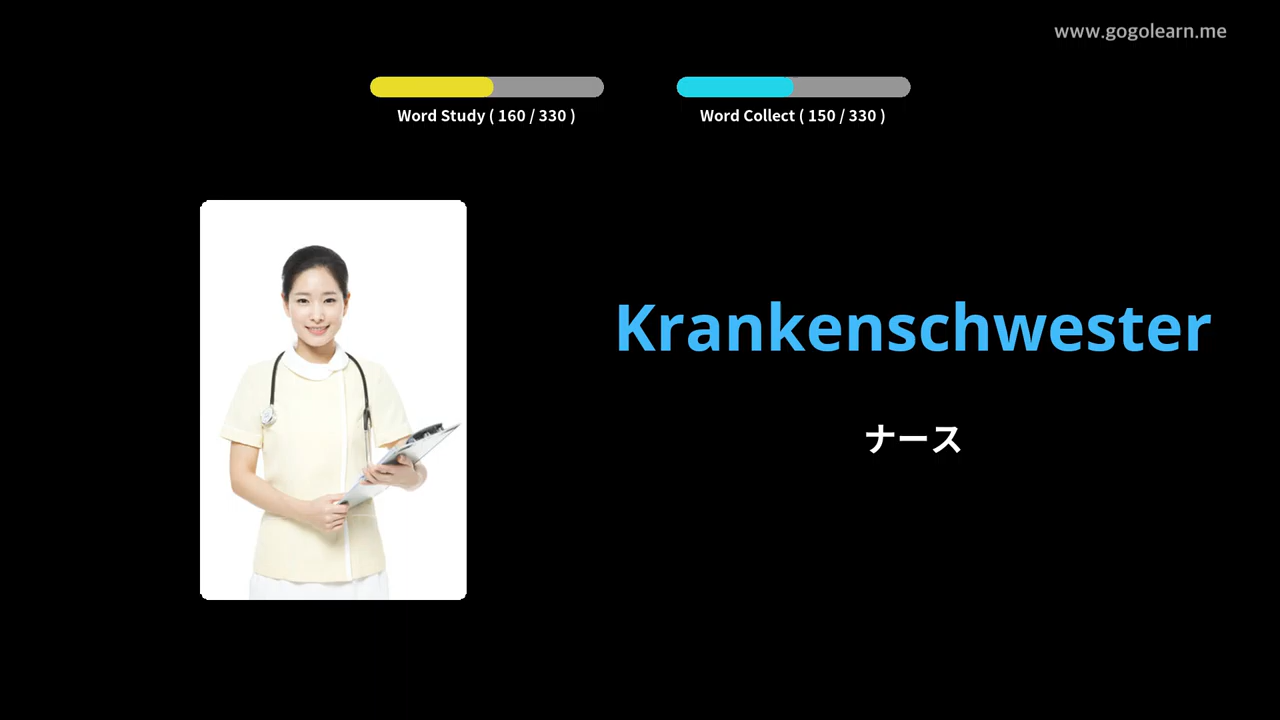 www.gogolearn.me
Word Study ( 160 / 330 )
Word Collect ( 150 / 330 )
Krankenschwester
ナース